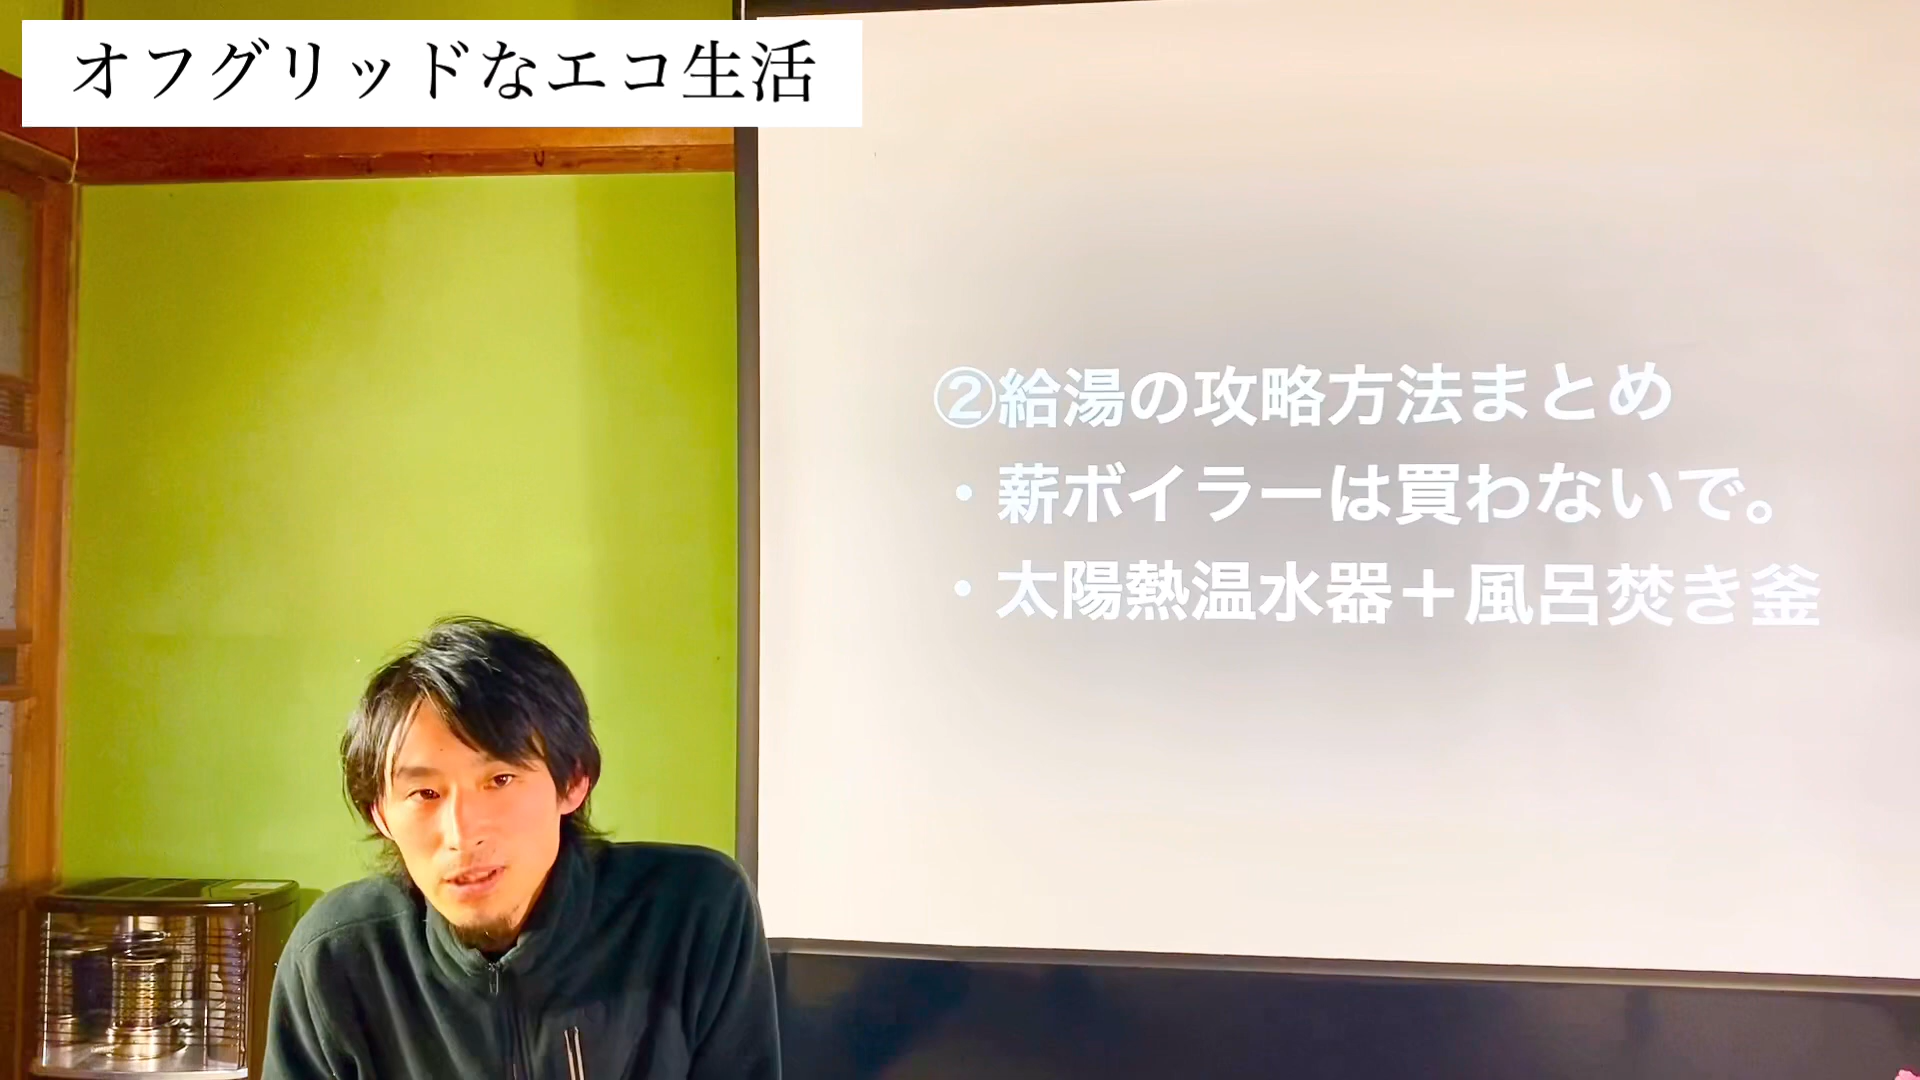 オフグリッドなエコ生活
②給湯の攻略方法まとめ
・薪ボイラーは買わないで。
・太陽熱温水器＋風呂焚き釜